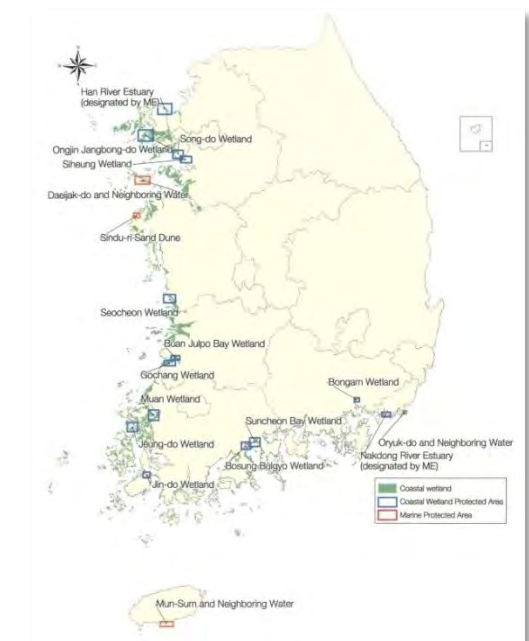 Han River Estuary
(designated by ME)
Song-do Wetland
Ongjin Jangbong-do Wetland
Siheung Wetland
Daeijak-do and Neighboring Water
Sindu-ri Sand Dune
Seocheon Wetland
Buan Julpo Bay Wetland
Gochang Wetland
Bongam Wetland
Muan Wetland
Suncheon Bay Wetland
Oryuk-do and Neighboring Water
Jeung-do Wetland
Nakdong River Estuary
(designated by ME)
Bosung Bulgyo Wetland
Jin-do Wetland
Coastal wetland
Coastal Wetland Protected Area
Marine Protected Area
Mun-Sum and Neighboring Water